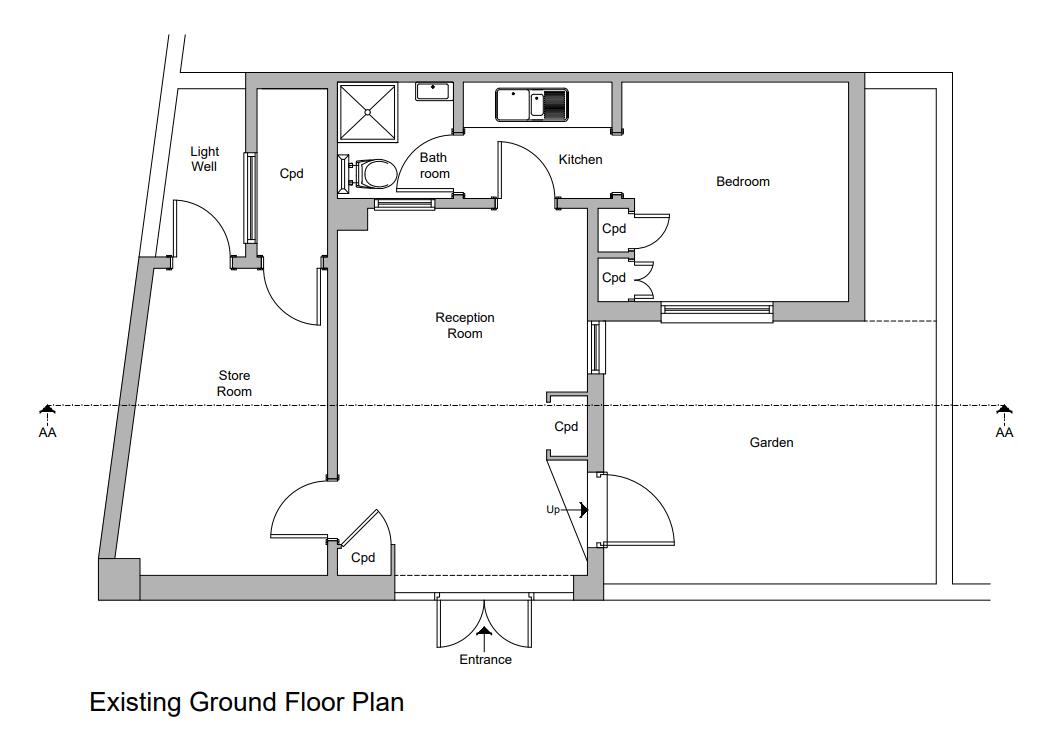 Light
Well
Cpd
Bath
room
Kitchen
Bedroom
Cpd
Cpd
Reception
Room
Store
Room
AA
AA
Cpd
Garden
Up
Cpd
Entrance
Existing Ground Floor Plan